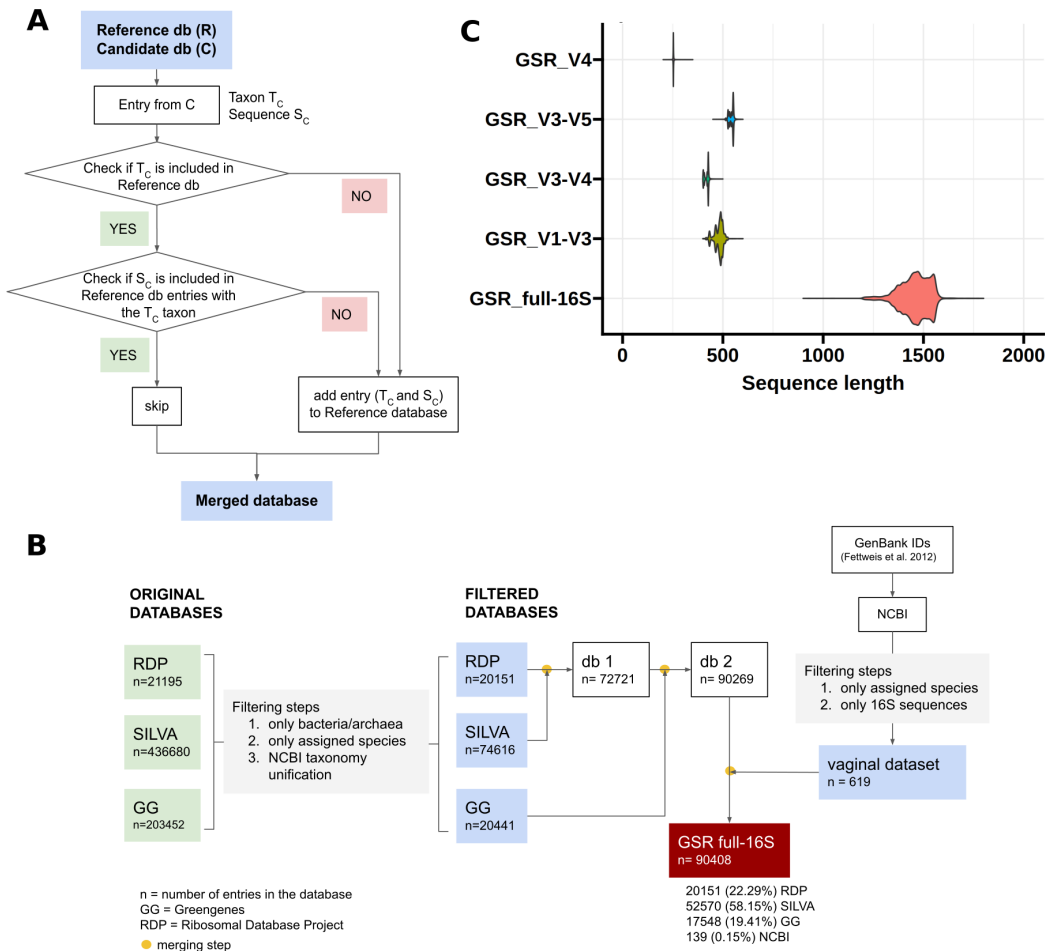 A
Reference db (R)
Candidate db (C)
Entry from C
Taxon TC
Sequence SC
Check if TC is included in
Reference db
NO
YES
Check if SC is included in
Reference db entries with
the TC taxon
NO
YES
skip
add entry (TC and SC)
to Reference database
Merged database
C
GSR_V4
GSR_V3-V5
GSR_V3-V4
GSR_V1-V3
GSR_full-16S
0
500
1000
1500
2000
Sequence length
B
ORIGINAL
DATABASES
RDP
n=21195
SILVA
n=436680
GG
n=203452
Filtering steps
1. only bacteria/archaea
2. only assigned species
3. NCBI taxonomy
unification
FILTERED
DATABASES
RDP
n=20151
SILVA
n=74616
GG
n=20441
db 1
n= 72721
db 2
n= 90269
GenBank IDs
(Fettweis et al. 2012)
NCBI
Filtering steps
1. only assigned species
2. only 16S sequences
vaginal dataset
n = 619
GSR full-16S
n= 90408
20151 (22.29%) RDP
52570 (58.15%) SILVA
17548 (19.41%) GG
139 (0.15%) NCBI
n = number of entries in the database
GG = Greengenes
RDP = Ribosomal Database Project
merging step